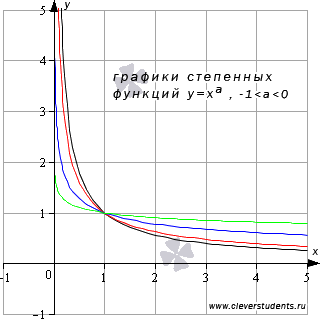 y
5
графики степенных
функций y=xᵃ , -1<a<0
4
3
2
1
x
-1 0 1 2 3 4 5
-1
www.cleverstudents.ru